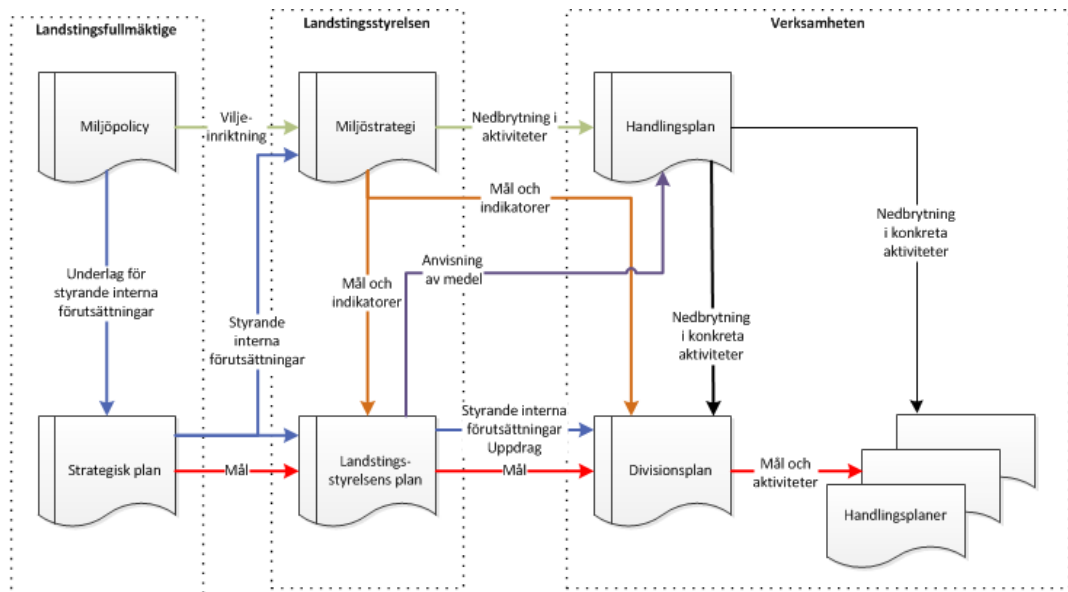 Landstingsfullmäktige
Landstingsstyrelsen
Verksamheten
Miljöpolicy
Vilje-
inriktning
Miljöstrategi
Nedbrytning i
aktiviteter
Handlingsplan
Mål och
indikatorer
Nedbrytning
i konkreta
aktiviteter
Underlag för
styrande interna
förutsättningar
Styrande
interna
förutsättningar
Mål och
indikatorer
Anvisning
av medel
Nedbrytning
i konkreta
aktiviteter
Strategisk plan
Mål
Landstings-
styrelsens plan
Styrande interna
förutsättningar
Uppdrag
Mål
Divisionsplan
Mål och
aktiviteter
Handlingsplaner